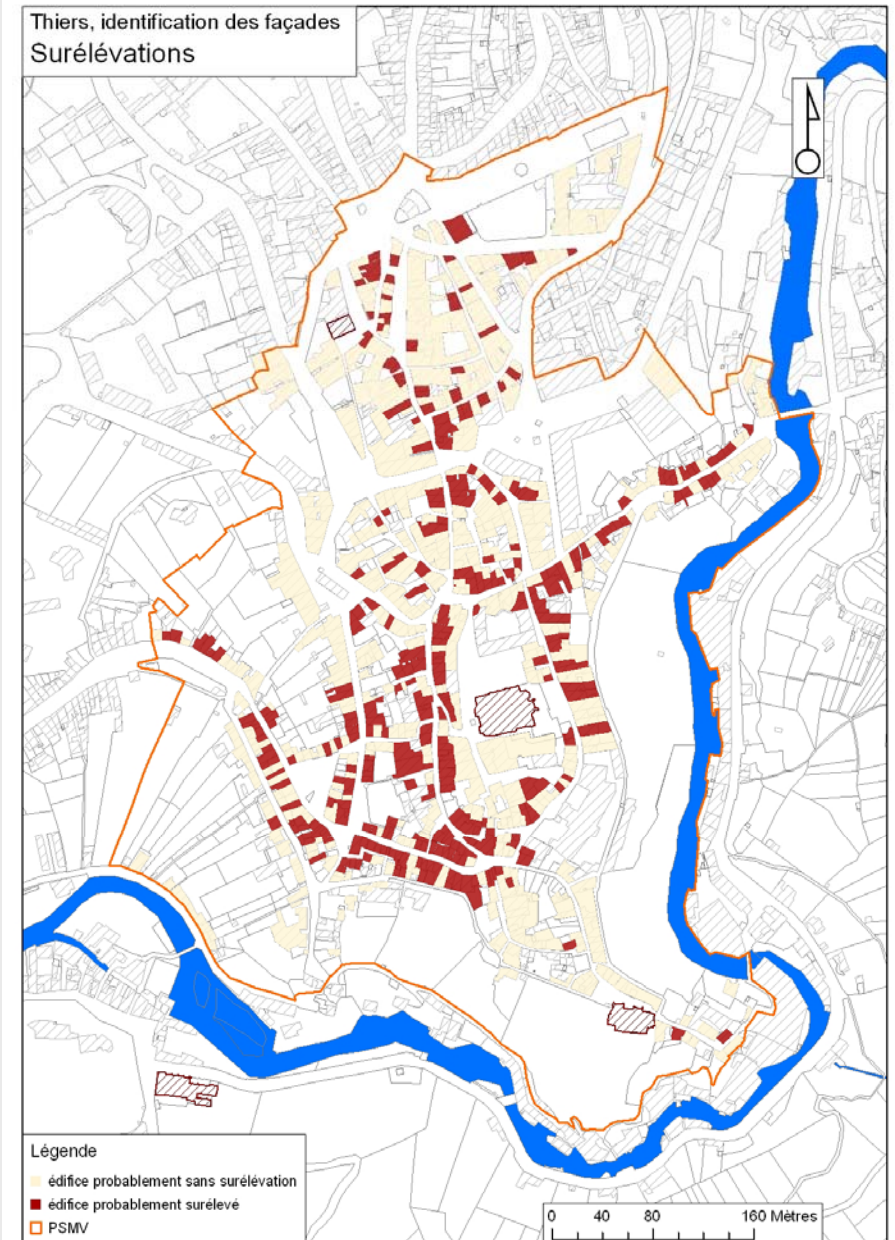 Thiers, identification des façades
Surélévations
Légende
édifice probablement sans surélévation
édifice probablement surélevé
PSMV
0 40 80 160 Mètres